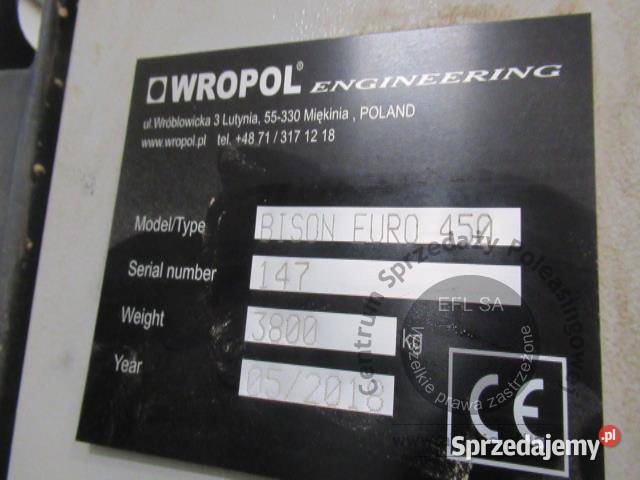 WROPOL® ENGINEERING
ul.Wróblowicka 3 Lutynia, 55-330 Miękinia , POLAND
www.wropol.pl tel. +48 71 / 317 12 18
Model/Type BISON EURO 450
Serial number 147
Weight 3800 kg
Year 05/2018
CE
Centrum Sprzedaży Poleasingowej
EFL SA
Wszelkie prawa zastrzeżone
Sprzedajemy.pl